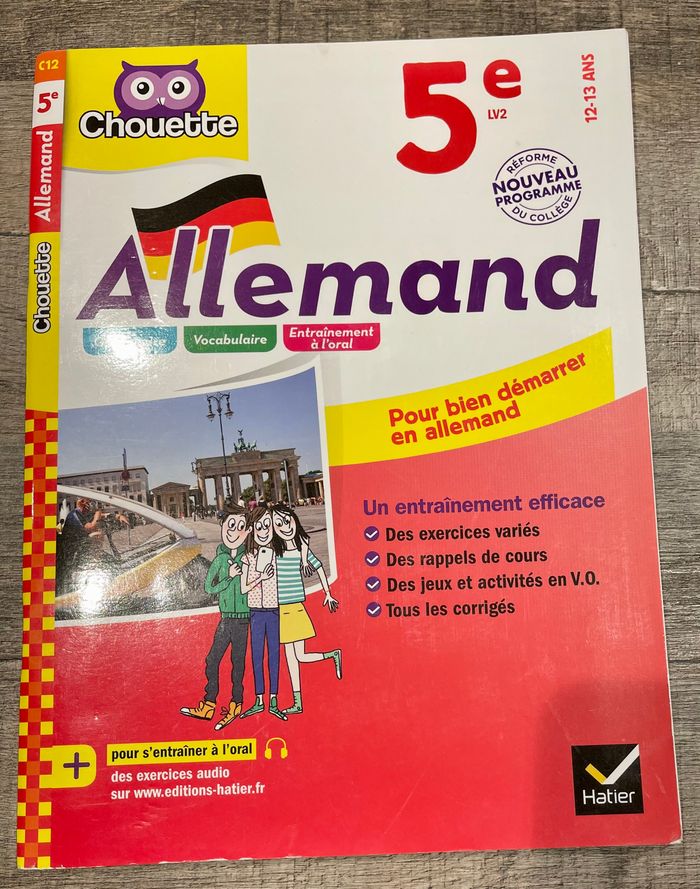 C12
5e
Allemand
Chouette
Chouette
5e
LV2
12-13 ANS
RÉFORME
NOUVEAU
PROGRAMME
DU COLLÈGE
Allemand
Vocabulaire
Entraînement
à l'oral
Pour bien démarrer
en allemand
Un entraînement efficace
Des exercices variés
Des rappels de cours
Des jeux et activités en V.O.
Tous les corrigés
+
pour s'entraîner à l'oral
des exercices audio
sur www.editions-hatier.fr
Hatier